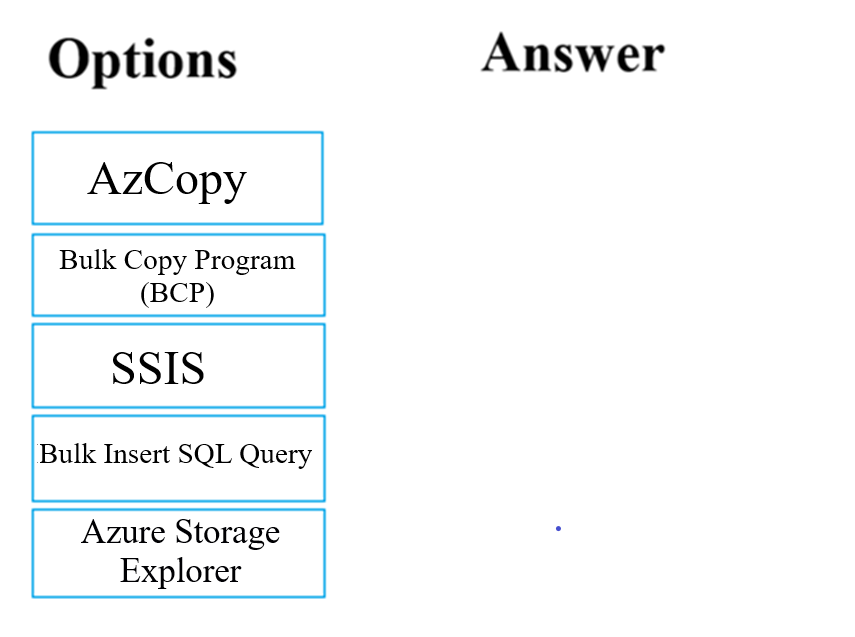 Options
Answer
AzCopy
Bulk Copy Program
(BCP)
SSIS
Bulk Insert SQL Query
Azure Storage
Explorer